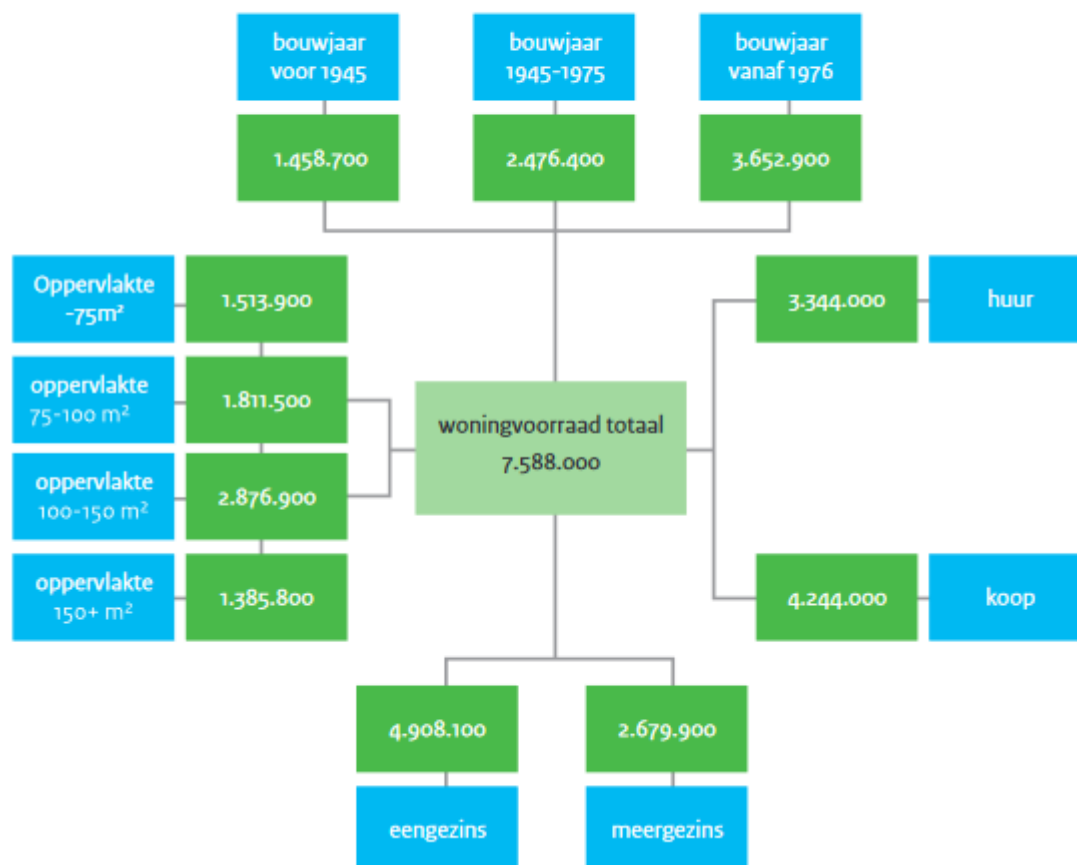 bouwjaar
voor 1945
bouwjaar
1945-1975
bouwjaar
vanaf 1976
1.458.700
2.476.400
3.652.900
Oppervlakte
-75m²
1.513.900
3.344.000
huur
oppervlakte
75-100 m²
1.811.500
woningvoorraad totaal
7.588.000
oppervlakte
100-150 m²
2.876.900
oppervlakte
150+ m²
1.385.800
4.244.000
koop
4.908.100
2.679.900
eengezins
meergezins